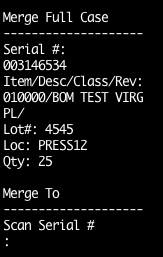 Merge Full Case
---------------------
Serial #:
003146534
Item/Desc/Class/Rev:
010000/BOM TEST VIRG
PL/
Lot#: 4545
Loc: PRESS12
Qty: 25
Merge To
---------------------
Scan Serial #
: